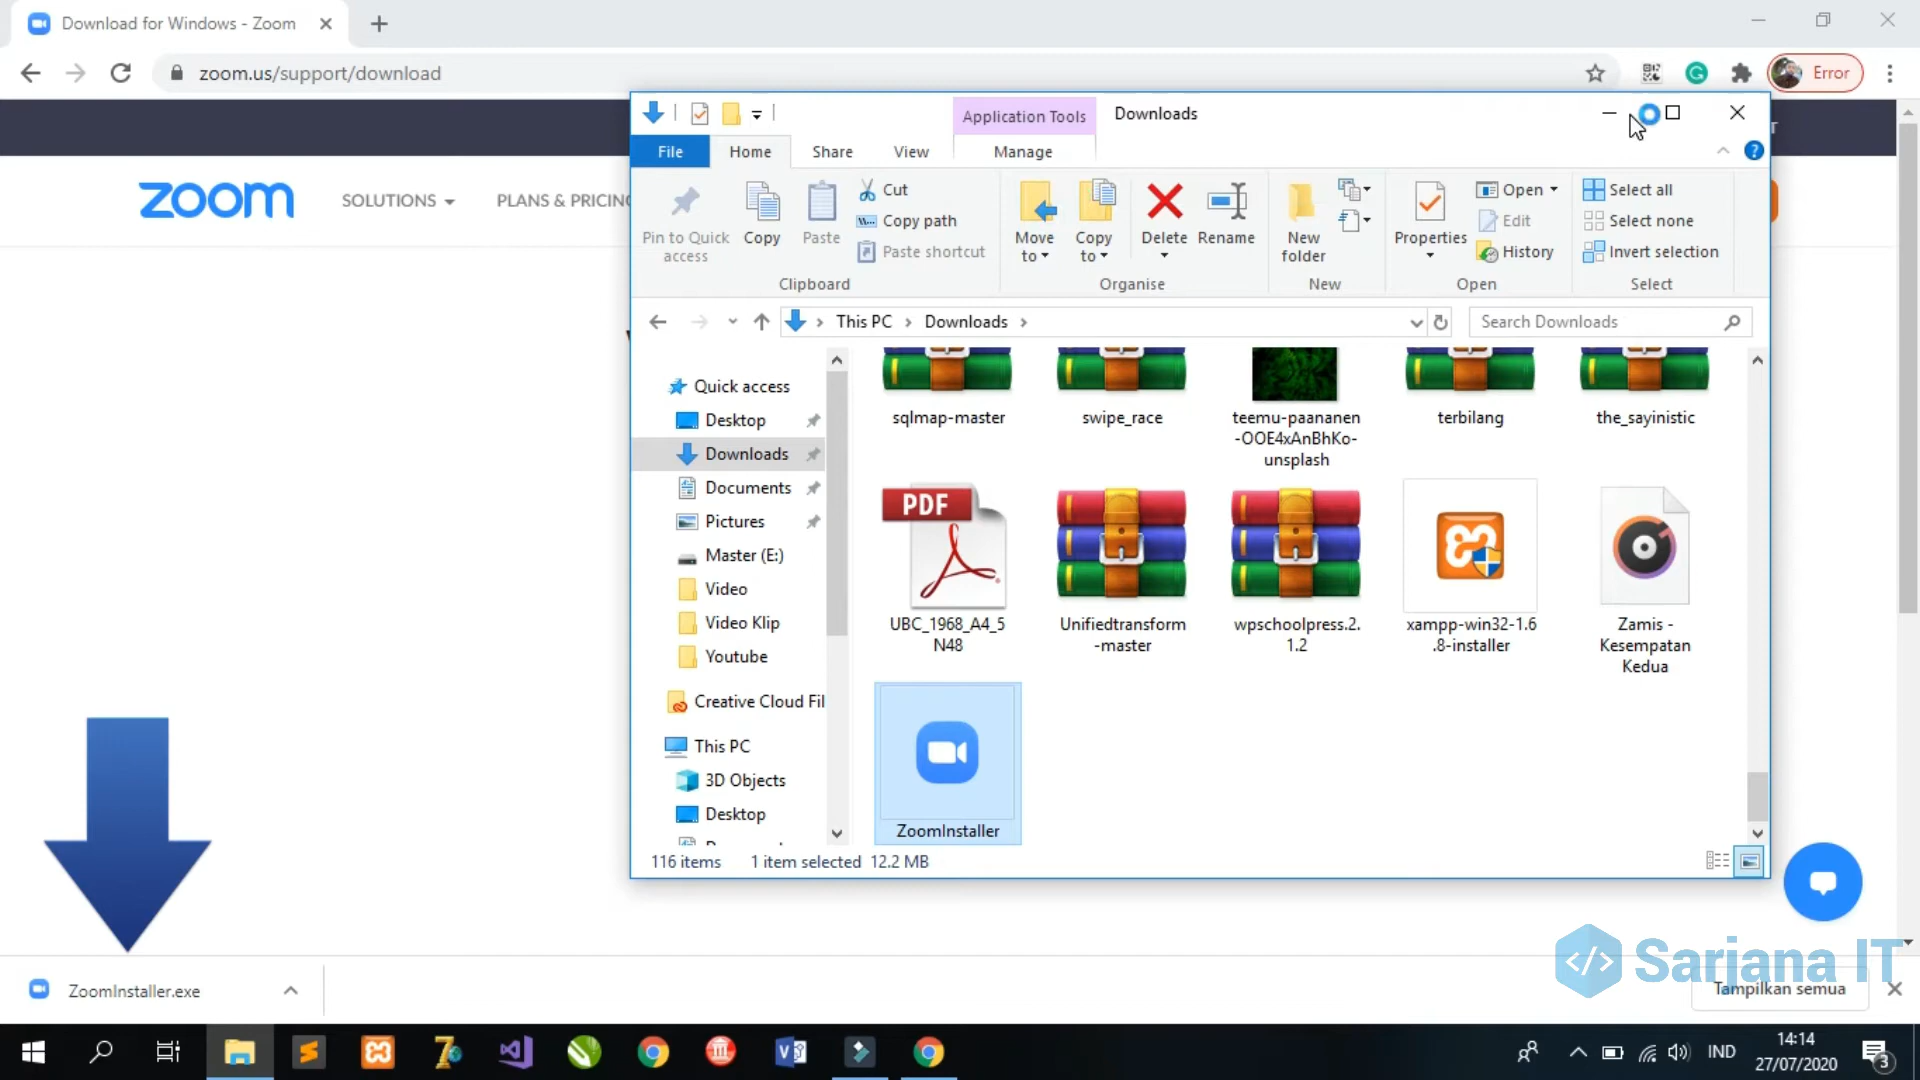 Download for Windows - Zoom
zoom.us/support/download
Error
zoom
SOLUTIONS
PLANS & PRICING
Application Tools
Downloads
File
Home
Share
View
Manage
Pin to Quick
access
Copy
Paste
Cut
Copy path
Paste shortcut
Clipboard
Move
to
Copy
to
Delete
Rename
Organise
New
folder
New
Properties
Open
Edit
History
Open
Select all
Select none
Invert selection
Select
This PC
Downloads
Search Downloads
Quick access
Desktop
Downloads
Documents
Pictures
Master (E:)
Video
Video Klip
Youtube
Creative Cloud Fil
This PC
3D Objects
Desktop
sqlmap-master
swipe_race
teemu-paananen
-OOE4xAnBhKo-
unsplash
terbilang
the_sayinistic
PDF
UBC_1968_A4_5
N48
Unifiedtransform
-master
wpschoolpress.2.
1.2
xampp-win32-1.6
.8-installer
Zamis -
Kesempatan
Kedua
ZoomInstaller
116 items
1 item selected 12.2 MB
Sarjana IT
ZoomInstaller.exe
Tampilkan semua
IND
14:14
27/07/2020
3